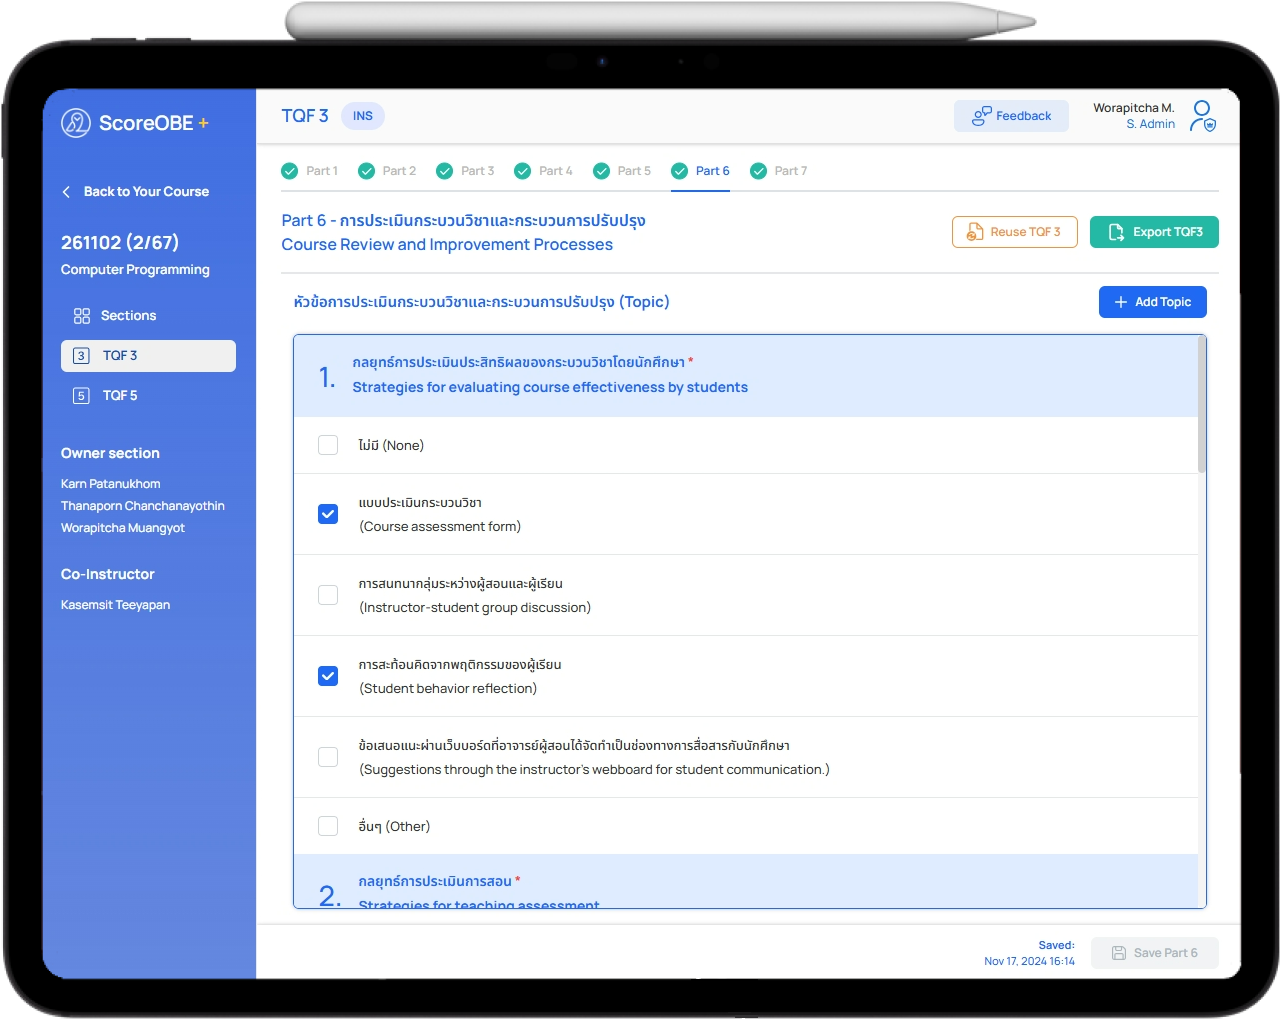 ScoreOBE +
Back to Your Course
261102 (2/67)
Computer Programming
Sections
3 TQF 3
5 TQF 5
Owner section
Karn Patanukhom
Thanaporn Chanchanayothin
Worapitcha Muangyot
Co-Instructor
Kasemsit Teeyapan
TQF 3 INS
Feedback
Worapitcha M.
S. Admin
Part 1 Part 2 Part 3 Part 4 Part 5 Part 6 Part 7
Part 6 - การประเมินกระบวนวิชาและกระบวนการปรับปรุง
Course Review and Improvement Processes
Reuse TQF 3
Export TQF3
หัวข้อการประเมินกระบวนวิชาและกระบวนการปรับปรุง (Topic)
Add Topic
1. กลยุทธ์การประเมินประสิทธิผลของกระบวนวิชาโดยนักศึกษา *
Strategies for evaluating course effectiveness by students
ไม่มี (None)
แบบประเมินกระบวนวิชา
(Course assessment form)
การสนทนากลุ่มระหว่างผู้สอนและผู้เรียน
(Instructor-student group discussion)
การสะท้อนคิดจากพฤติกรรมของผู้เรียน
(Student behavior reflection)
ข้อเสนอแนะผ่านเว็บบอร์ดที่อาจารย์ผู้สอนได้จัดทำเป็นช่องทางการสื่อสารกับนักศึกษา
(Suggestions through the instructor's webboard for student communication.)
อื่นๆ (Other)
2. กลยุทธ์การประเมินการสอน *
Strategies for teaching assessment
Saved:
Nov 17, 2024 16:14
Save Part 6